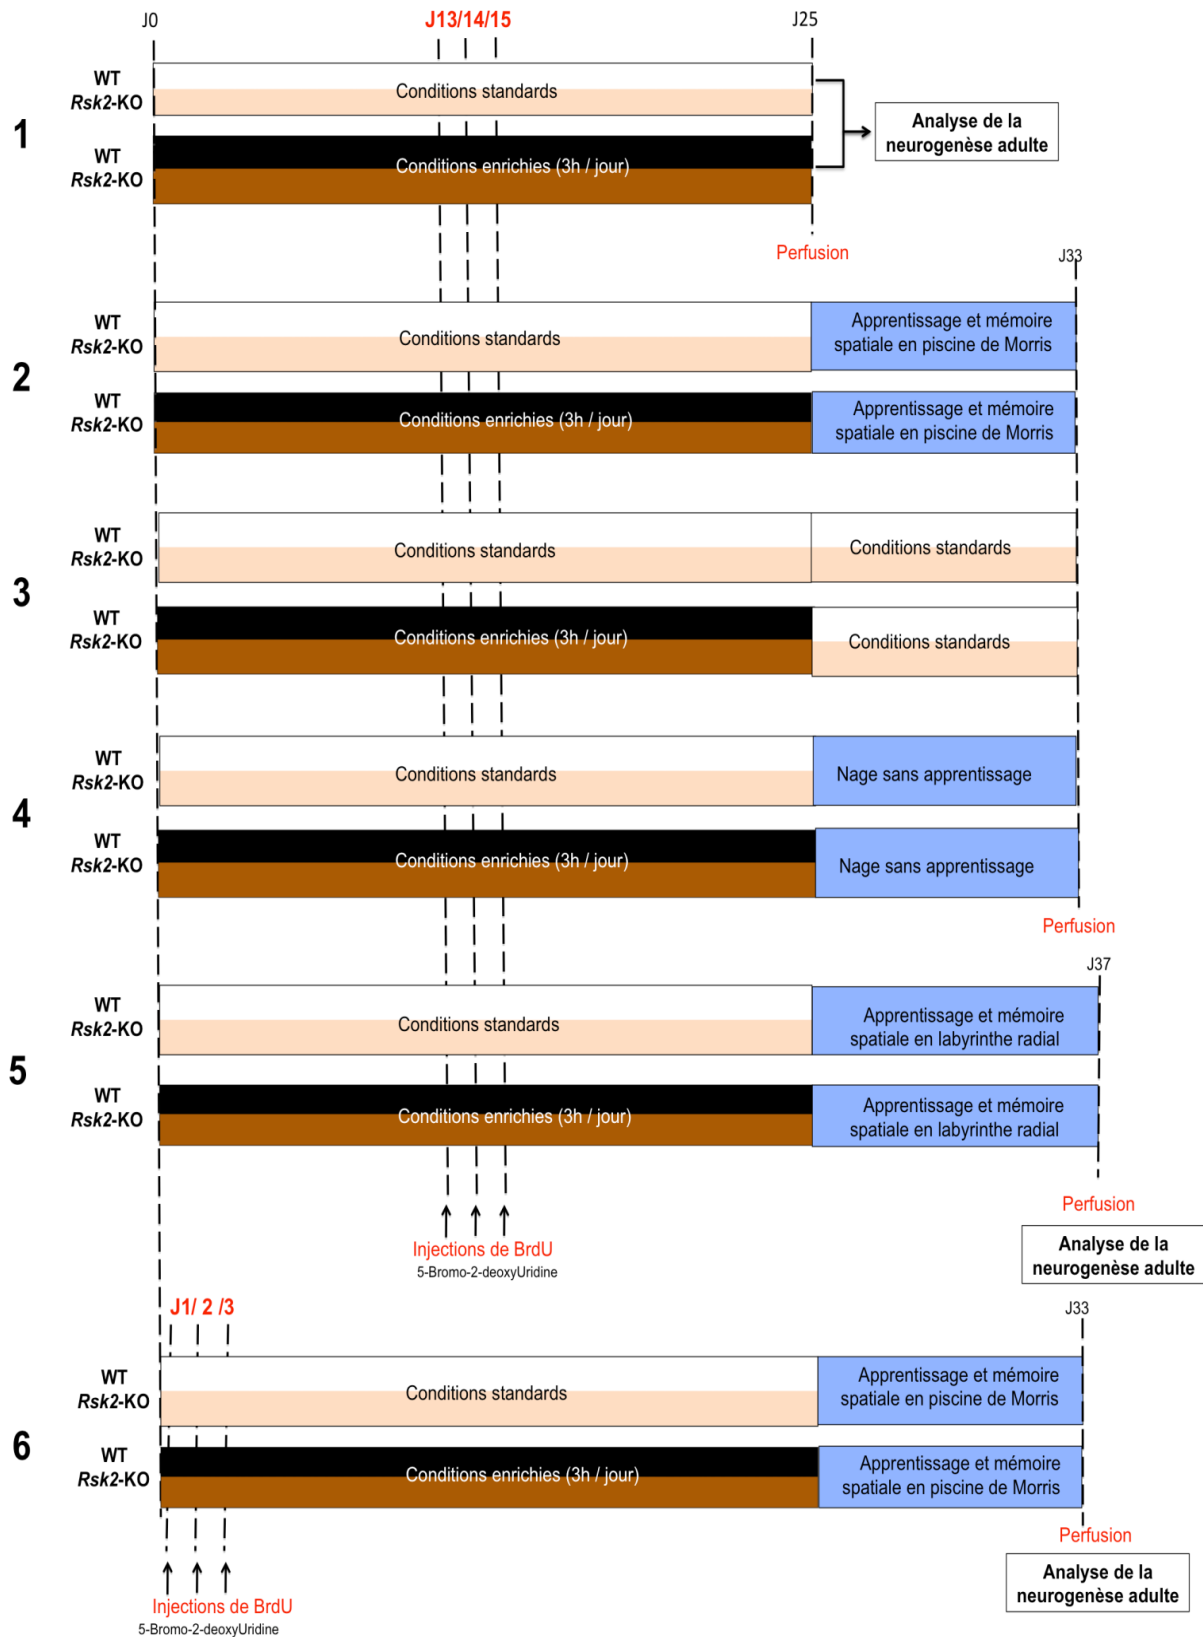 J0
J13/14/15
J25
1
WT
Rsk2-KO
Conditions standards
WT
Rsk2-KO
Conditions enrichies (3h / jour)
Analyse de la
neurogenèse adulte
Perfusion
J33
2
WT
Rsk2-KO
Conditions standards
Apprentissage et mémoire
spatiale en piscine de Morris
WT
Rsk2-KO
Conditions enrichies (3h / jour)
Apprentissage et mémoire
spatiale en piscine de Morris
3
WT
Rsk2-KO
Conditions standards
Conditions standards
WT
Rsk2-KO
Conditions enrichies (3h / jour)
Conditions standards
4
WT
Rsk2-KO
Conditions standards
Nage sans apprentissage
WT
Rsk2-KO
Conditions enrichies (3h / jour)
Nage sans apprentissage
Perfusion
J37
5
WT
Rsk2-KO
Conditions standards
Apprentissage et mémoire
spatiale en labyrinthe radial
WT
Rsk2-KO
Conditions enrichies (3h / jour)
Apprentissage et mémoire
spatiale en labyrinthe radial
Perfusion
Injections de BrdU
5-Bromo-2-deoxyUridine
Analyse de la
neurogenèse adulte
J1/ 2 /3
J33
6
WT
Rsk2-KO
Conditions standards
Apprentissage et mémoire
spatiale en piscine de Morris
WT
Rsk2-KO
Conditions enrichies (3h / jour)
Apprentissage et mémoire
spatiale en piscine de Morris
Perfusion
Analyse de la
neurogenèse adulte
Injections de BrdU
5-Bromo-2-deoxyUridine